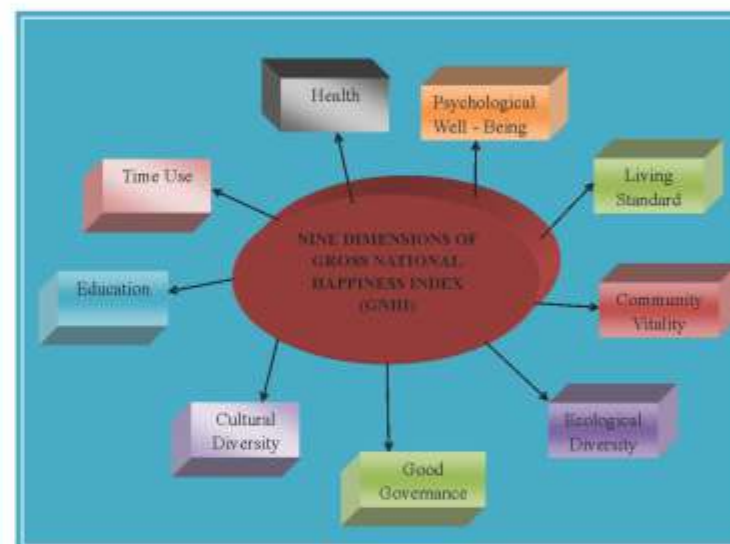 Health
Psychological
Well - Being
Time Use
Living
Standard
NINE DIMENSIONS OF
GROSS NATIONAL
HAPPINESS INDEX
(GNHI)
Education
Community
Vitality
Cultural
Diversity
Ecological
Diversity
Good
Governance